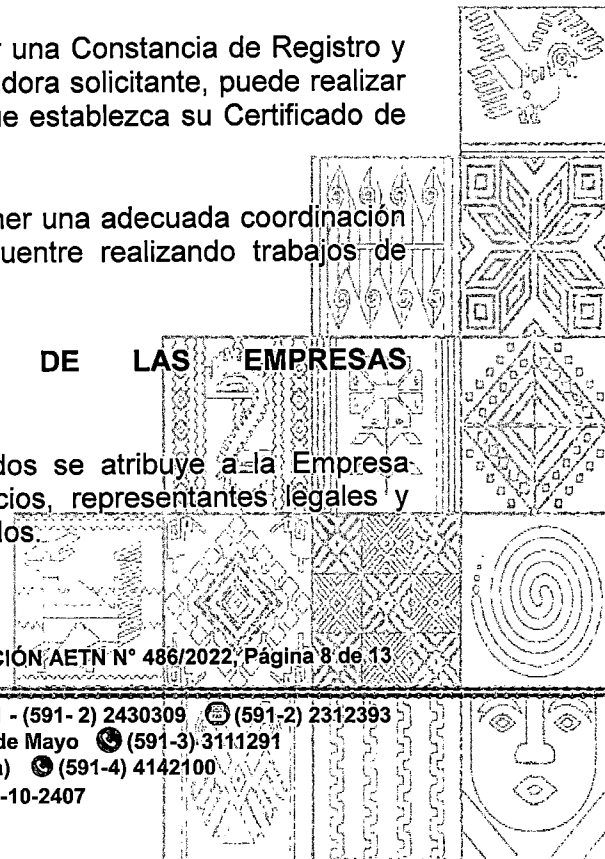 r una Constancia de Registro y
dora solicitante, puede realizar
ue establezca su Certificado de
ner una adecuada coordinación
uentre realizando trabajos de
DE LAS EMPRESAS
dos se atribuye a la Empresa
cios, representantes legales y
dos.
CIÓN AETN N° 486/2022, Página 8 de 13
- (591- 2) 2430309 (591-2) 2312393
de Mayo (591-3) 3111291
) (591-4) 4142100
-10-2407